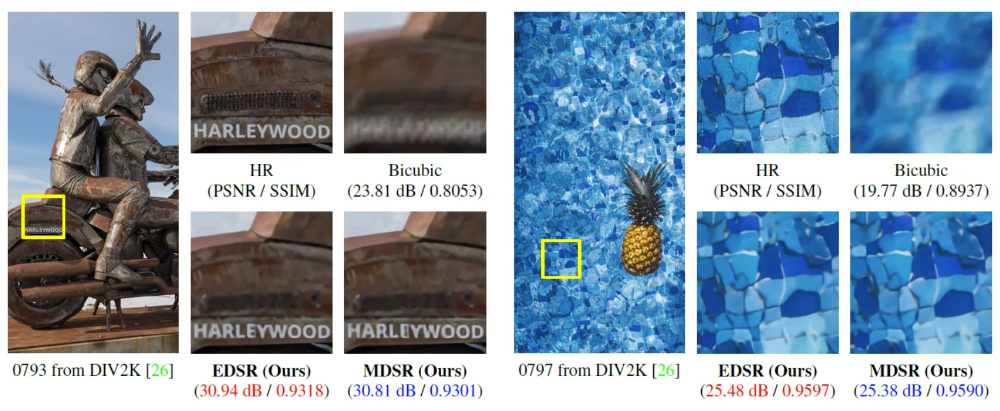 HARLEYWOOD
HARLEYWOOD
HR
(PSNR / SSIM)
Bicubic
(23.81 dB / 0.8053)
HARLEYWOOD
HARLEYWOOD
0793 from DIV2K [26]
EDSR (Ours)
(30.94 dB / 0.9318)
MDSR (Ours)
(30.81 dB / 0.9301)
HR
(PSNR / SSIM)
Bicubic
(19.77 dB / 0.8937)
0797 from DIV2K [26]
EDSR (Ours)
(25.48 dB / 0.9597)
MDSR (Ours)
(25.38 dB / 0.9590)